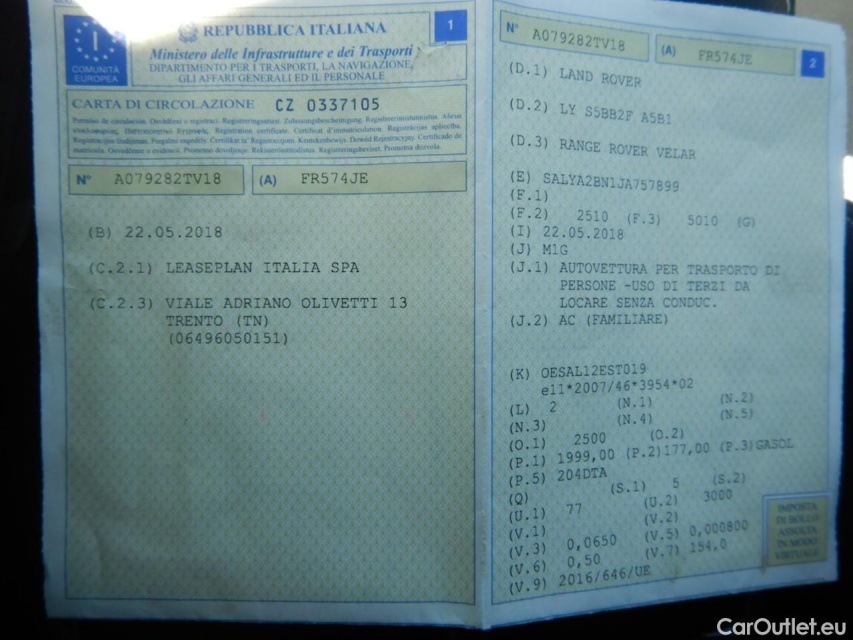 COMUNITÀ
EUROPEA
REPUBBLICA ITALIANA
Ministero delle Infrastrutture e dei Trasporti
DIPARTIMENTO PER I TRASPORTI, LA NAVIGAZIONE,
GLI AFFARI GENERALI ED IL PERSONALE
1
CARTA DI CIRCOLAZIONE CZ 0337105
N° A079282TV18 (A) FR574JE
(B) 22.05.2018
(C.2.1) LEASEPLAN ITALIA SPA
(C.2.3) VIALE ADRIANO OLIVETTI 13
TRENTO (TN)
(06496050151)
N° A079282TV18 (A) FR574JE 2
(D.1) LAND ROVER
(D.2) LY S5BB2F A5B1
(D.3) RANGE ROVER VELAR
(E) SALYA2BN1JA757899
(F.1)
(F.2) 2510 (F.3) 5010 (G)
(I) 22.05.2018
(J) M1G
(J.1) AUTOVETTURA PER TRASPORTO DI
PERSONE -USO DI TERZI DA
LOCARE SENZA CONDUC.
(J.2) AC (FAMILIARE)
(K) OESAL12EST019
e11*2007/46*3954*02
(L) 2 (N.1) (N.2)
(N.3) (N.4) (N.5)
(O.1) 2500 (O.2)
(P.1) 1999,00 (P.2)177,00 (P.3)GASOL
(P.5) 204DTA
(Q) (S.1) 5 (S.2)
(U.1) 77 (U.2) 3000
(V.1) (V.2)
(V.3) 0,0650 (V.5) 0,000800
(V.6) 0,50 (V.7) 154,0
(V.9) 2016/646/UE
IMPOSTA
DI BOLLO
ASSOLTA
IN MODO
VIRTUALE
CarOutlet.eu